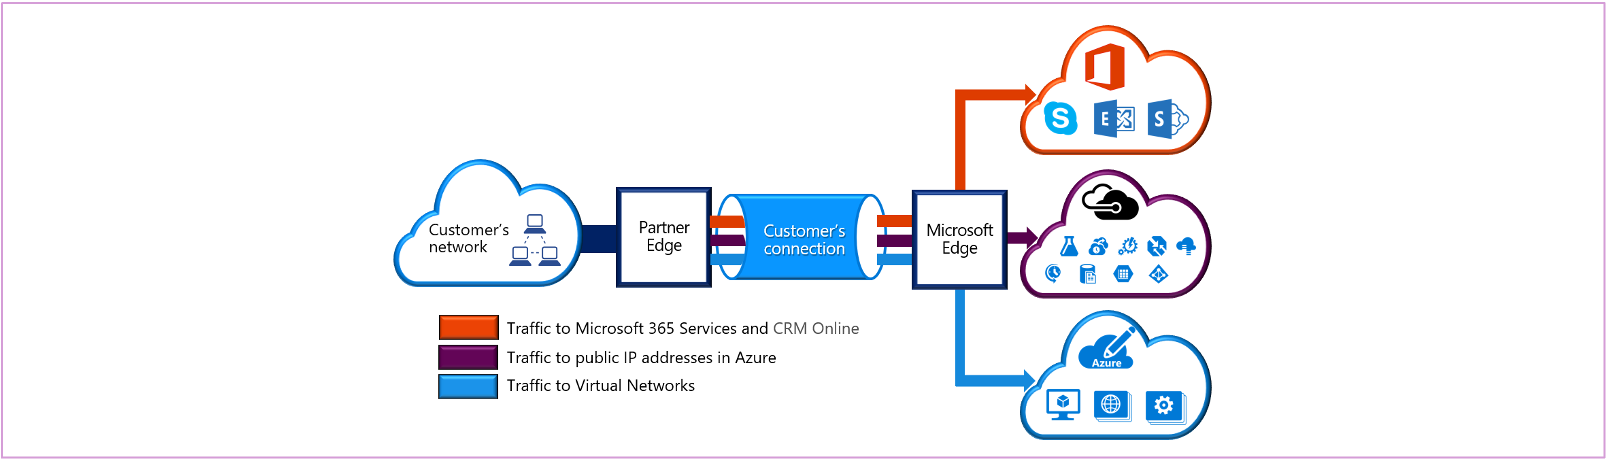 Customer's
network
Partner
Edge
Customer's
connection
Microsoft
Edge
S
E
S
Azure
Traffic to Microsoft 365 Services and CRM Online
Traffic to public IP addresses in Azure
Traffic to Virtual Networks